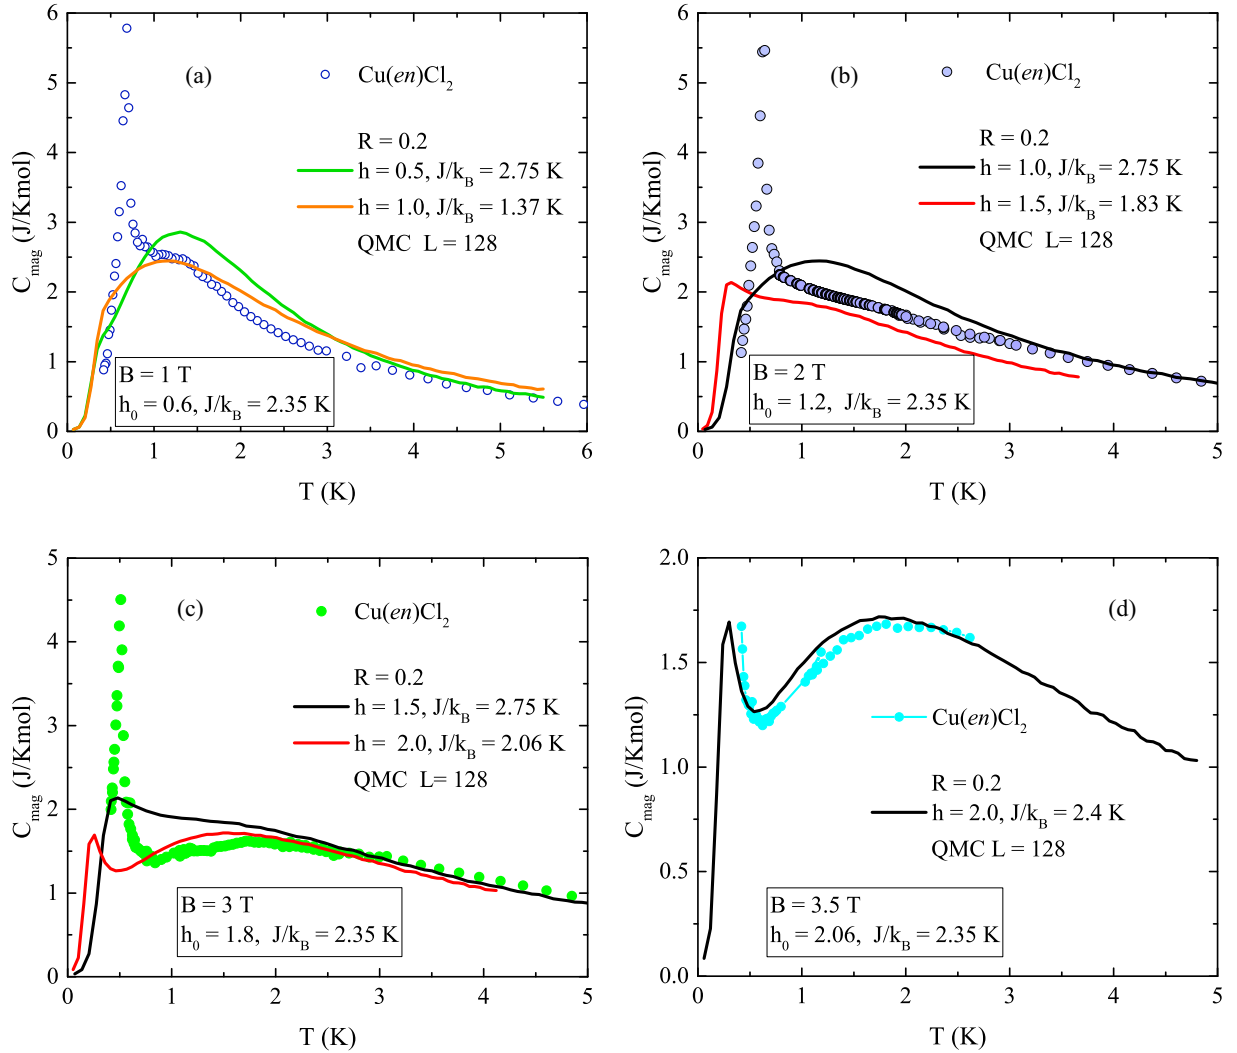 (a)
Cu(en)Cl2
R = 0.2
h = 0.5, J/kB = 2.75 K
h = 1.0, J/kB = 1.37 K
QMC L = 128
B = 1 T
h0 = 0.6, J/kB = 2.35 K
6
5
4
3
2
1
0
0 1 2 3 4 5 6
Cmag (J/Kmol)
T (K)
(b)
Cu(en)Cl2
R = 0.2
h = 1.0, J/kB = 2.75 K
h = 1.5, J/kB = 1.83 K
QMC L = 128
B = 2 T
h0 = 1.2, J/kB = 2.35 K
6
5
4
3
2
1
0
0 1 2 3 4 5
Cmag (J/Kmol)
T (K)
(c)
Cu(en)Cl2
R = 0.2
h = 1.5, J/kB = 2.75 K
h = 2.0, J/kB = 2.06 K
QMC L= 128
B = 3 T
h0 = 1.8, J/kB = 2.35 K
5
4
3
2
1
0
0 1 2 3 4 5
Cmag (J/Kmol)
T (K)
(d)
Cu(en)Cl2
R = 0.2
h = 2.0, J/kB = 2.4 K
QMC L = 128
B = 3.5 T
h0 = 2.06, J/kB = 2.35 K
2.0
1.5
1.0
0.5
0.0
0 1 2 3 4 5
Cmag (J/Kmol)
T (K)